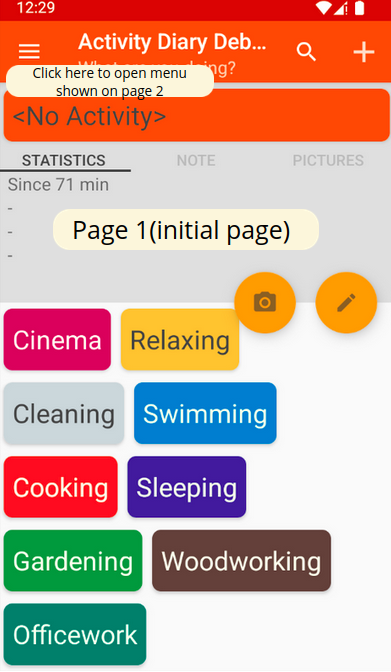 12:29
Activity Diary Deb...
What are you doing?
Click here to open menu
shown on page 2
<No Activity>
STATISTICS NOTE PICTURES
Since 71 min
-
Page 1(initial page)
-
-
Cinema Relaxing
Cleaning Swimming
Cooking Sleeping
Gardening Woodworking
Officework